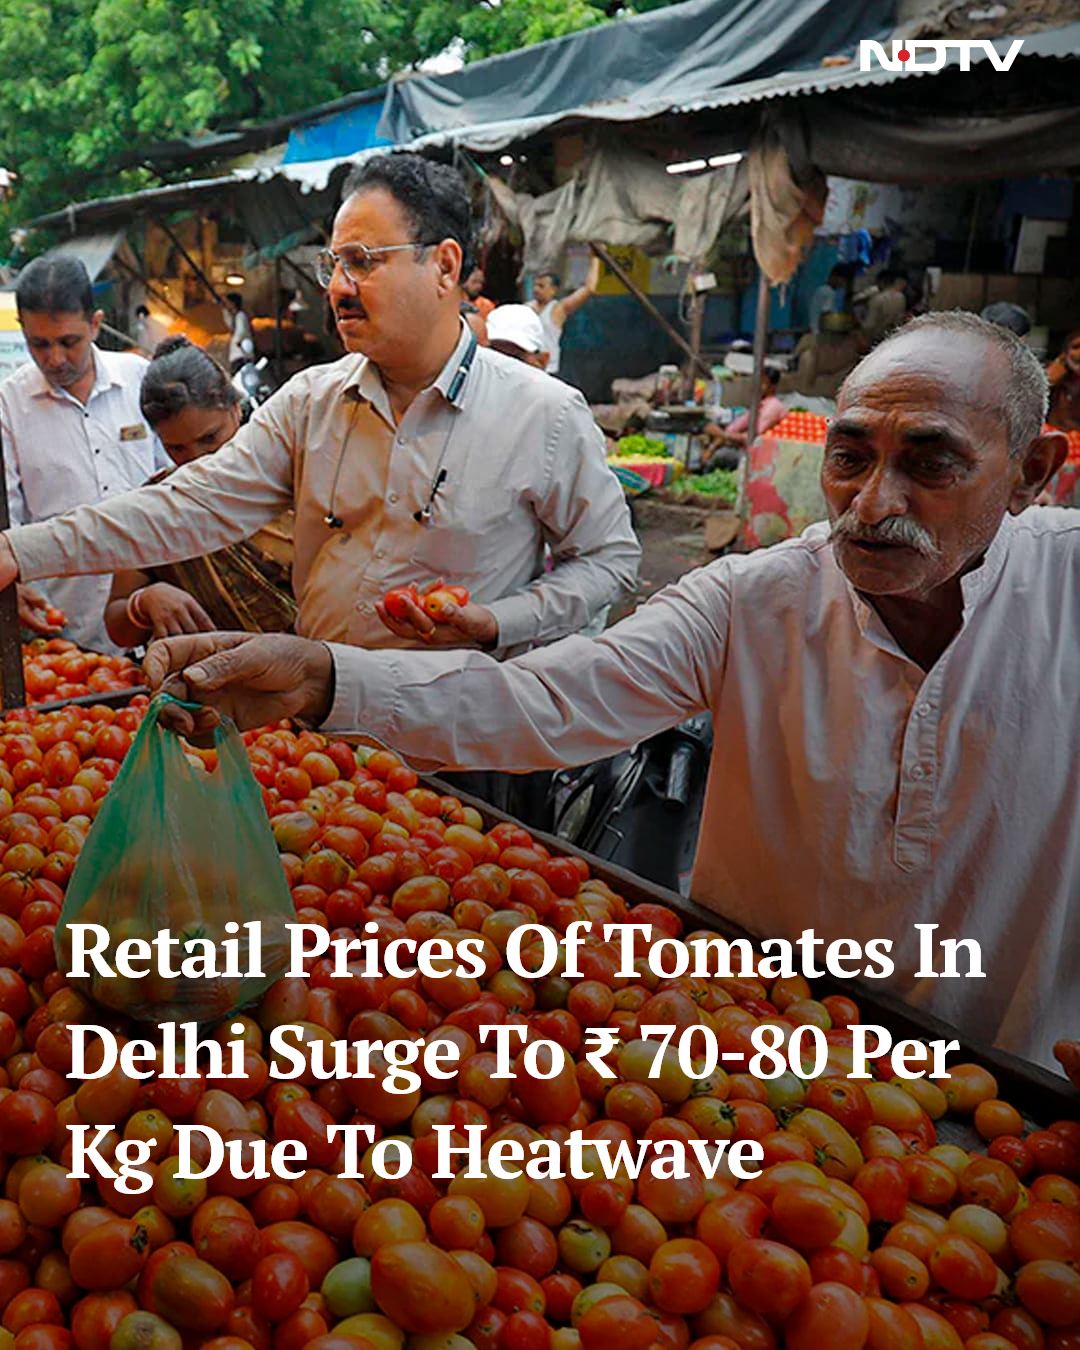 NDTV
Retail Prices Of Tomates In
Delhi Surge To ₹ 70-80 Per
Kg Due To Heatwave